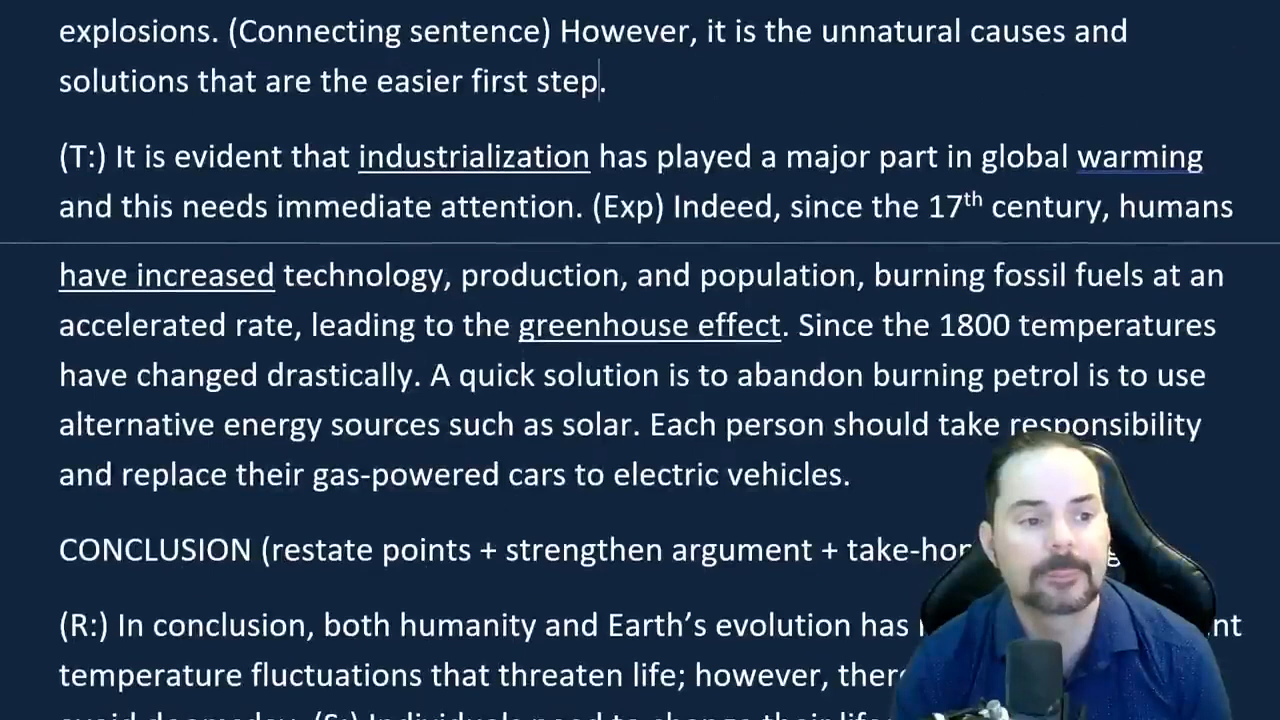 explosions. (Connecting sentence) However, it is the unnatural causes and
solutions that are the easier first step.
(T:) It is evident that industrialization has played a major part in global warming
and this needs immediate attention. (Exp) Indeed, since the 17th century, humans
have increased technology, production, and population, burning fossil fuels at an
accelerated rate, leading to the greenhouse effect. Since the 1800 temperatures
have changed drastically. A quick solution is to abandon burning petrol is to use
alternative energy sources such as solar. Each person should take responsibility
and replace their gas-powered cars to electric vehicles.
CONCLUSION (restate points + strengthen argument +
(R:) In conclusion, both humanity and Earth's evolution has
temperature fluctuations that threaten life; however,